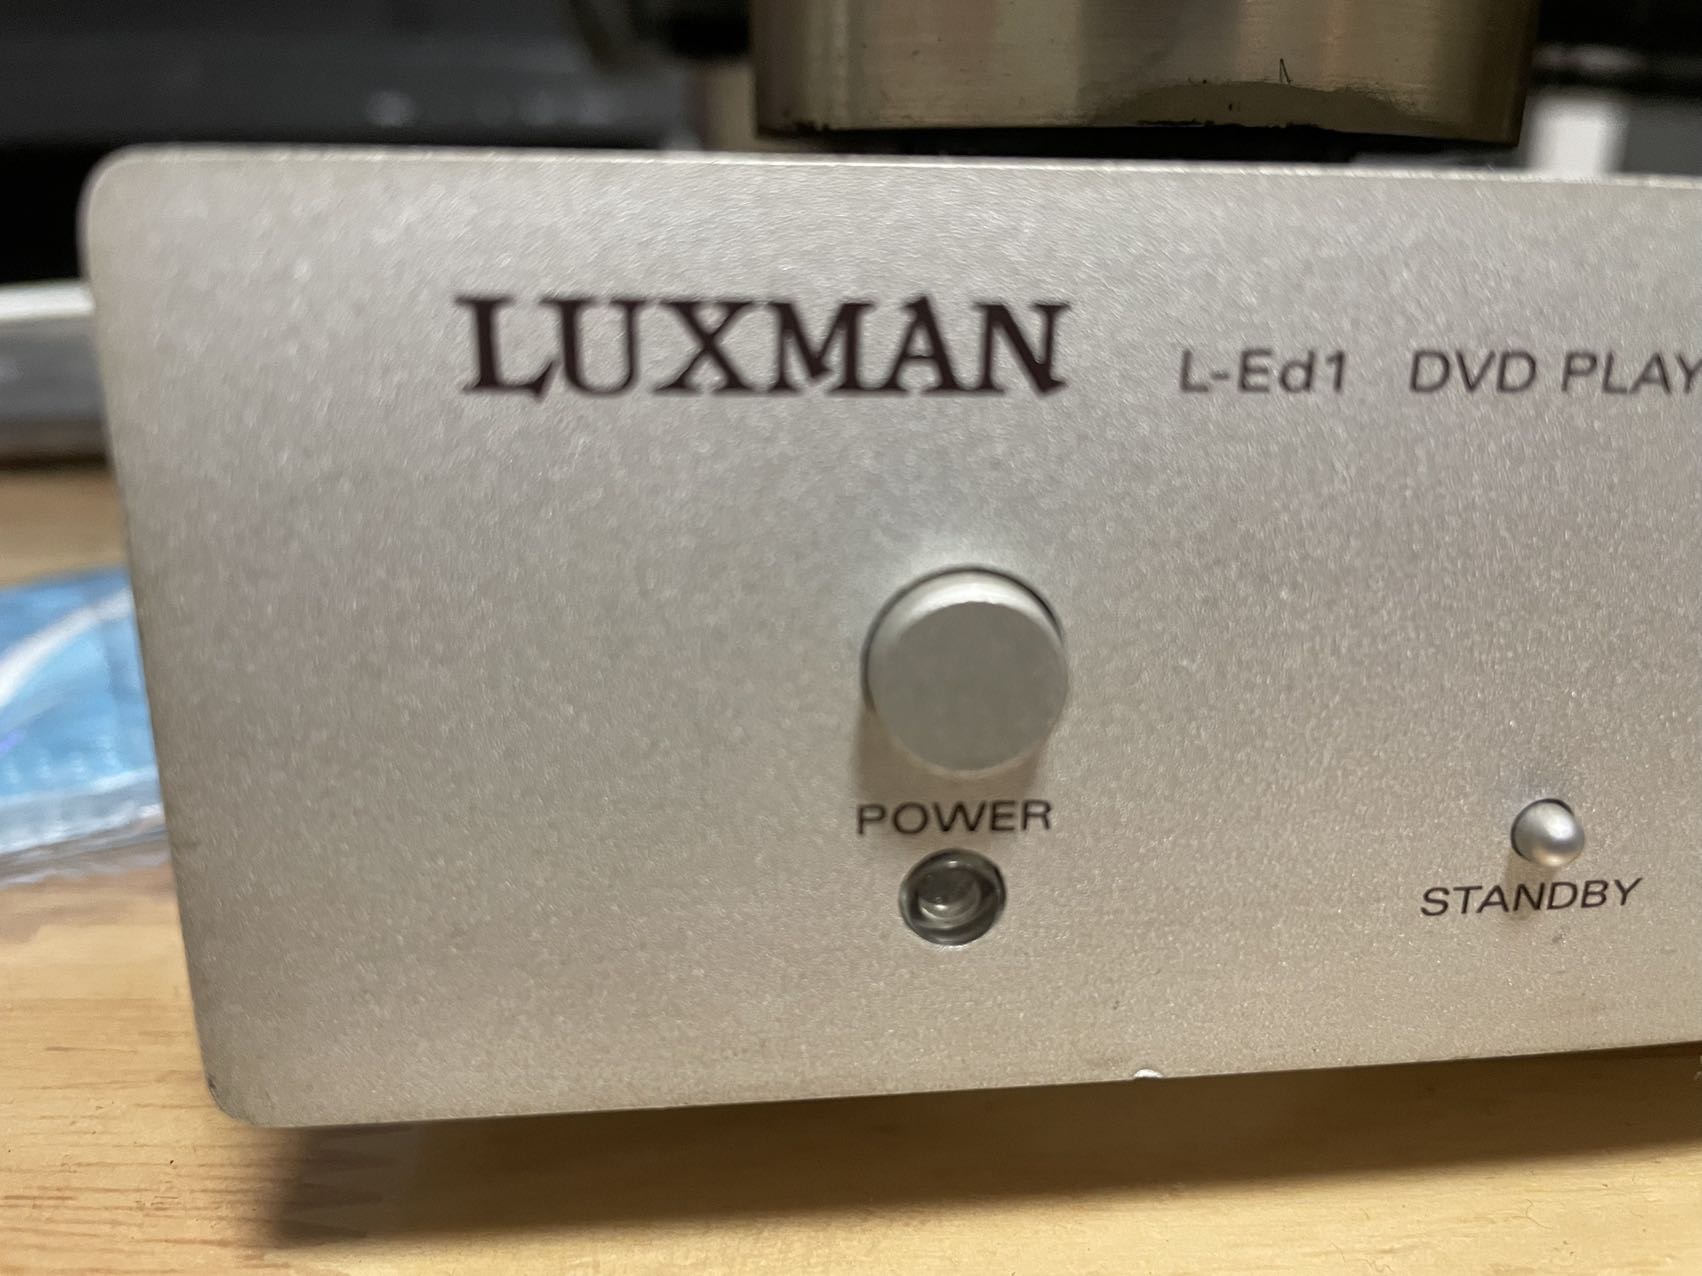 LUXMAN L-Ed1 DVD PLAY
POWER
STANDBY